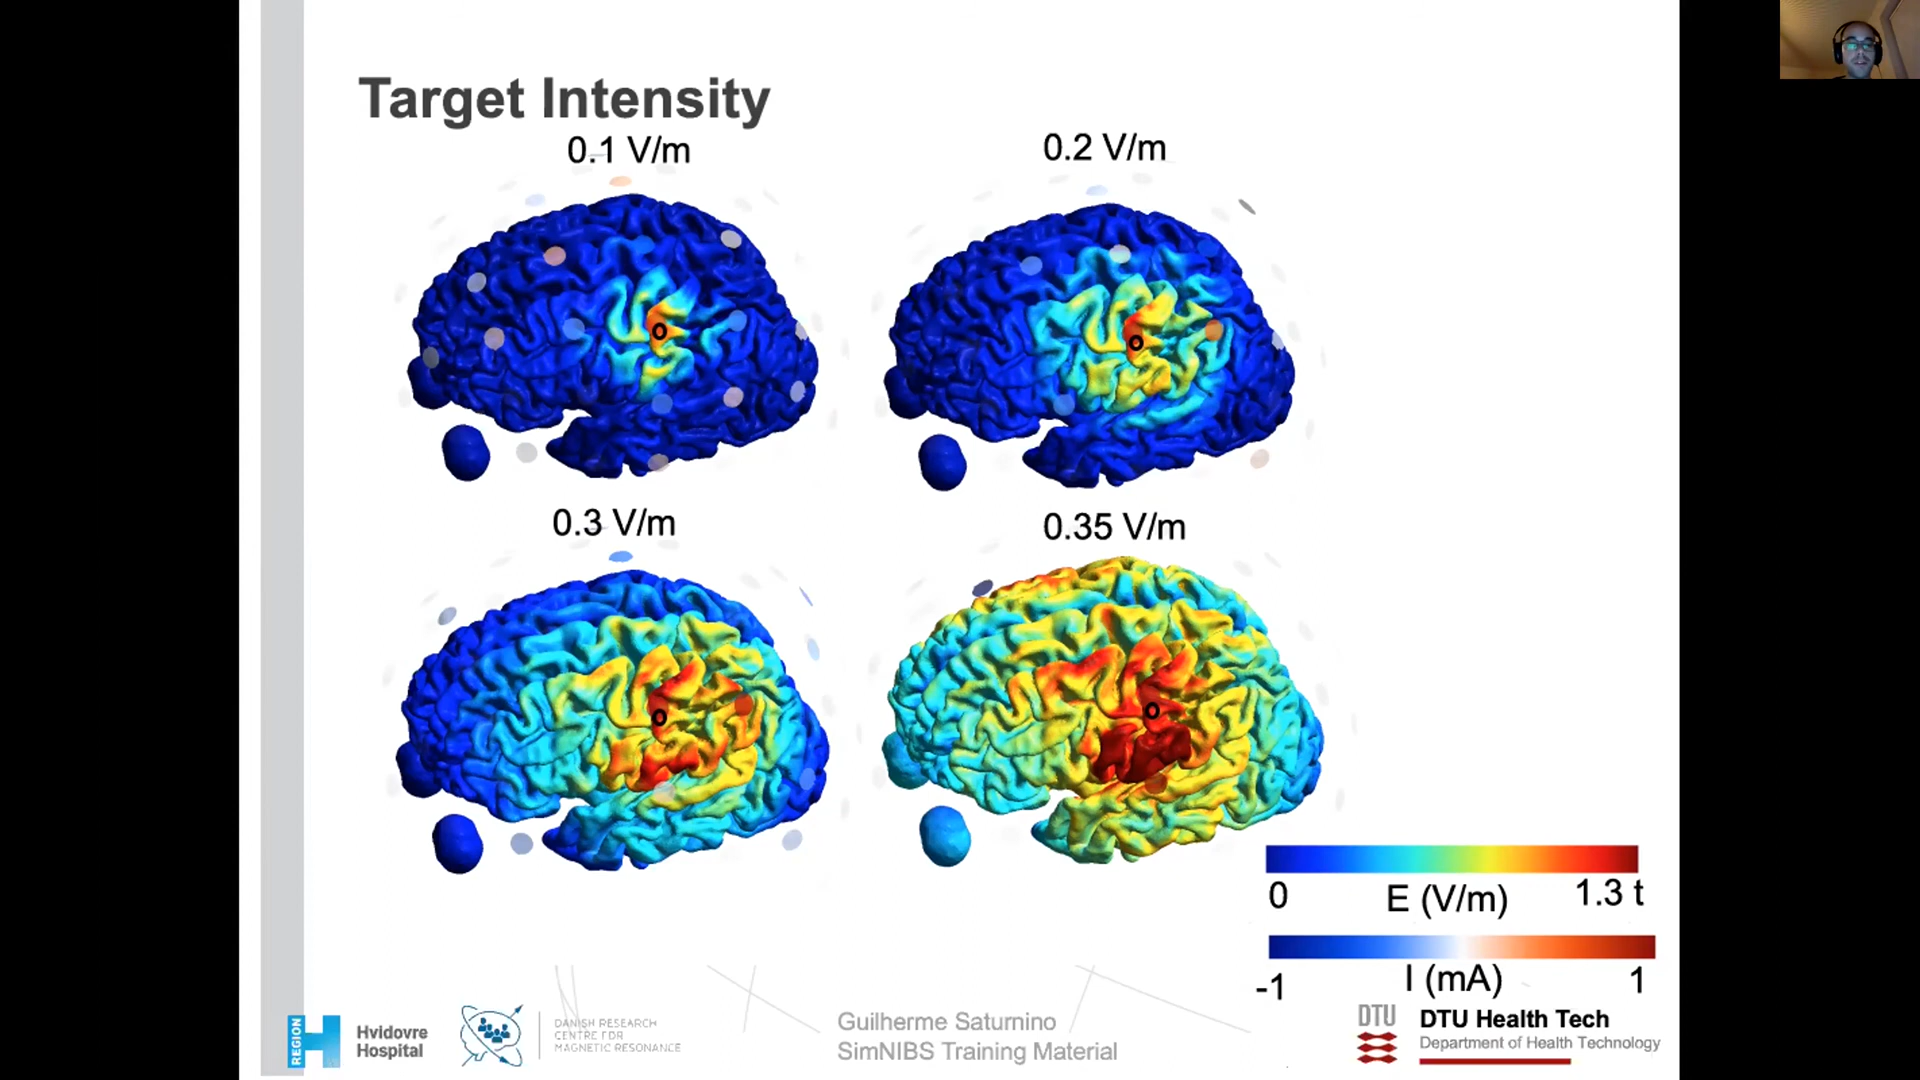 Target Intensity
0.1 V/m
0.2 V/m
0.3 V/m
0.35 V/m
0
E (V/m)
1.3 t
-1
I (mA)
1
REGION
Hvidovre
Hospital
DANISH RESEARCH
CENTRE FOR
MAGNETIC RESONANCE
Guilherme Saturnino
SimNIBS Training Material
DTU
DTU Health Tech
Department of Health Technology